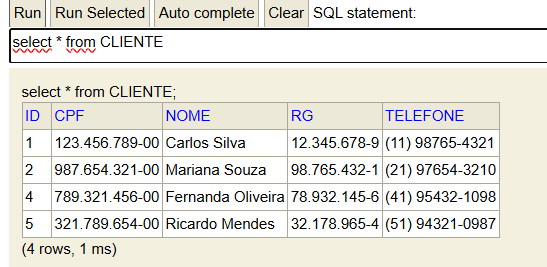 Run Run Selected Auto complete Clear SQL statement:
select * from CLIENTE
select * from CLIENTE;
ID CPF NOME RG TELEFONE
1 123.456.789-00 Carlos Silva 12.345.678-9 (11) 98765-4321
2 987.654.321-00 Mariana Souza 98.765.432-1 (21) 97654-3210
4 789.321.456-00 Fernanda Oliveira 78.932.145-6 (41) 95432-1098
5 321.789.654-00 Ricardo Mendes 32.178.965-4 (51) 94321-0987
(4 rows, 1 ms)